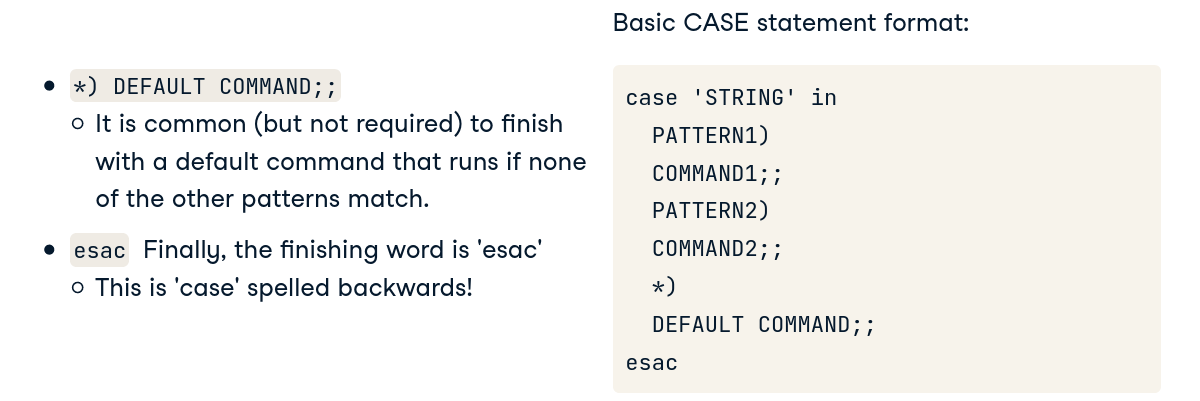 *) DEFAULT COMMAND;;
It is common (but not required) to finish
with a default command that runs if none
of the other patterns match.
esac Finally, the finishing word is 'esac'
This is 'case' spelled backwards!
Basic CASE statement format:
case 'STRING' in
  PATTERN1)
  COMMAND1;;
  PATTERN2)
  COMMAND2;;
  *)
  DEFAULT COMMAND;;
esac